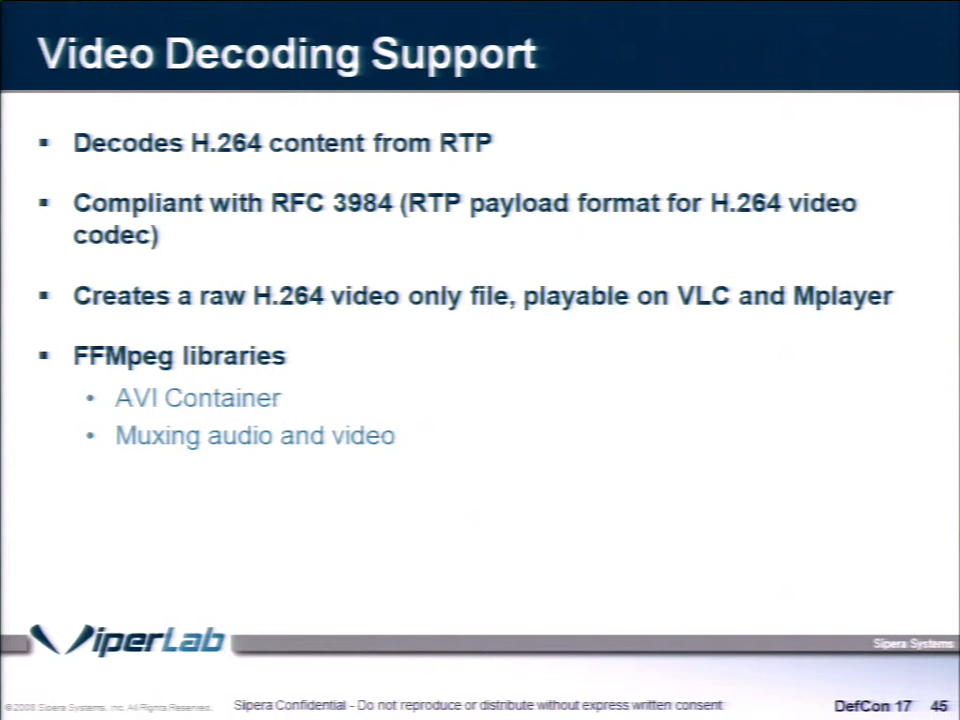 Video Decoding Support
▪ Decodes H.264 content from RTP
▪ Compliant with RFC 3984 (RTP payload format for H.264 video
codec)
▪ Creates a raw H.264 video only file, playable on VLC and Mplayer
▪ FFMpeg libraries
• AVI Container
• Muxing audio and video
ViperLab
Sipera Systems
© 2008 Sipera Systems, Inc. All Rights Reserved.
Sipera Confidential - Do not reproduce or distribute without express written consent
DefCon 17 45